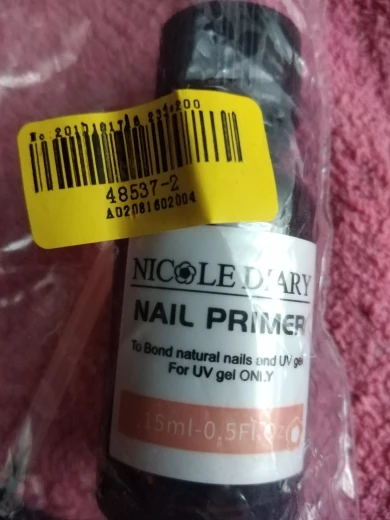 48537-2
A02081602004
NICOLE DIARY
NAIL PRIMER
To Bond natural nails and UV gel
For UV gel ONLY
15ml-0.5Fl.Oz